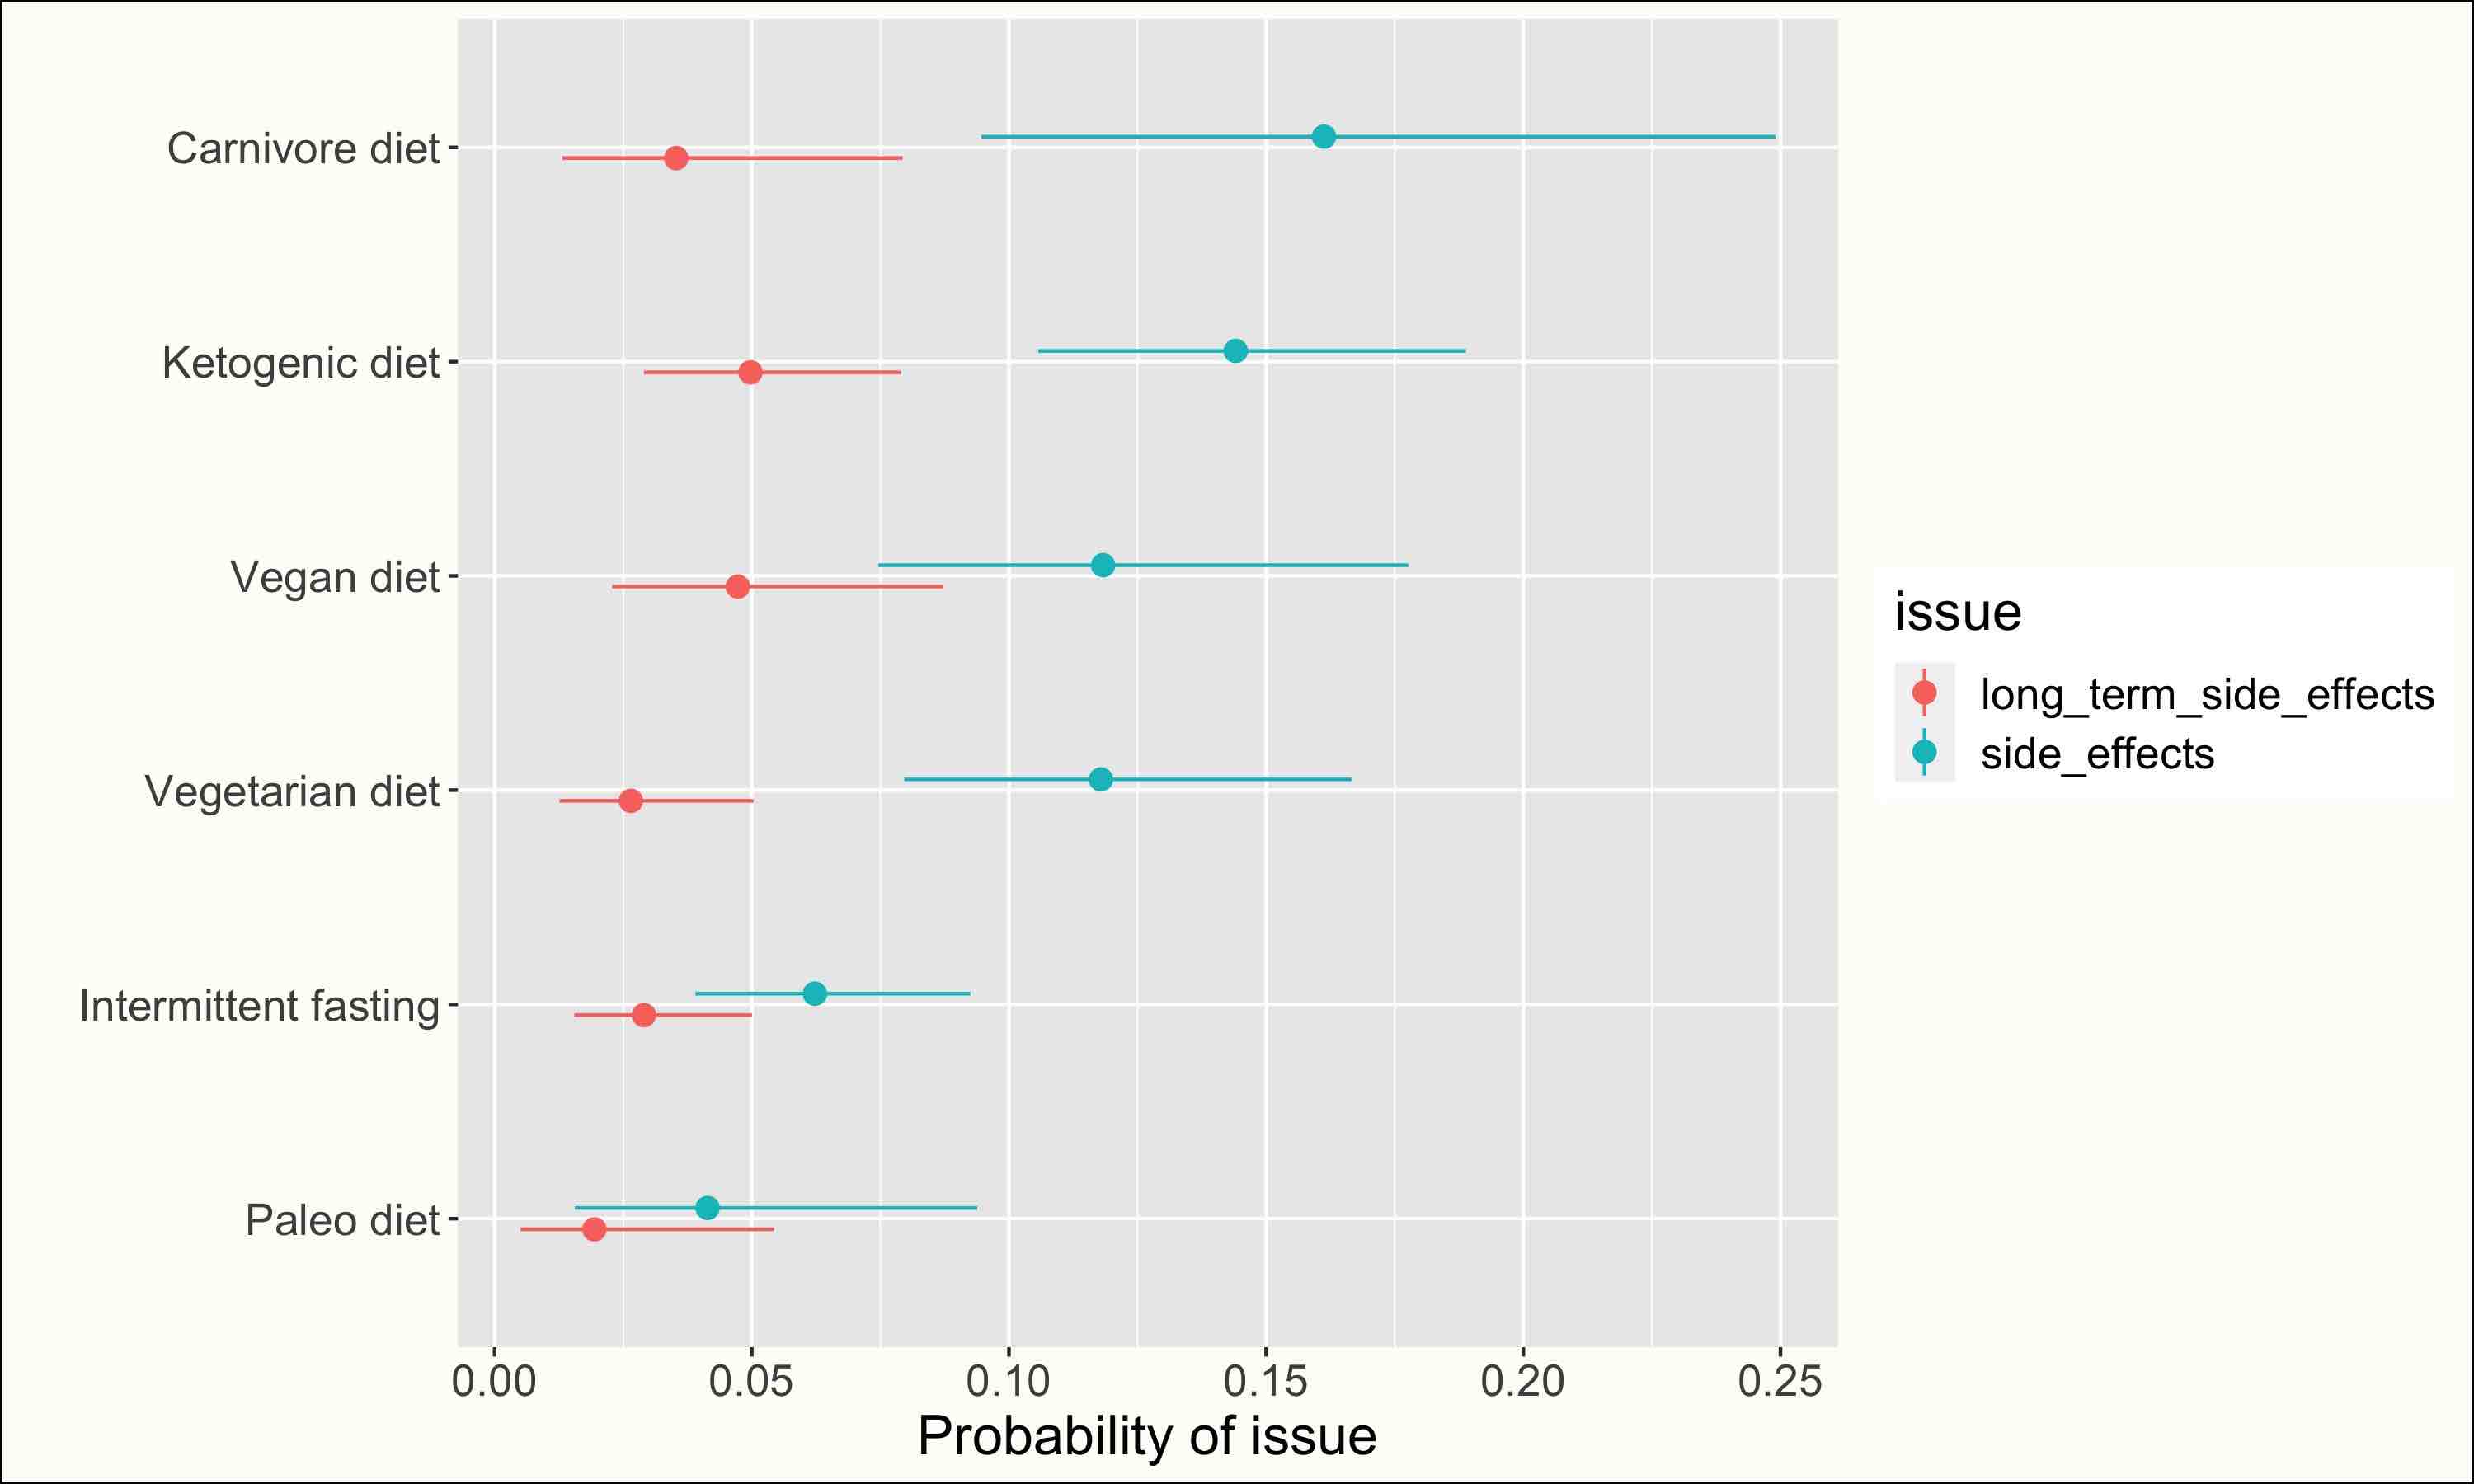 Carnivore diet
Ketogenic diet
Vegan diet
Vegetarian diet
Intermittent fasting
Paleo diet
0.00 0.05 0.10 0.15 0.20 0.25
Probability of issue
issue
long_term_side_effects
side_effects